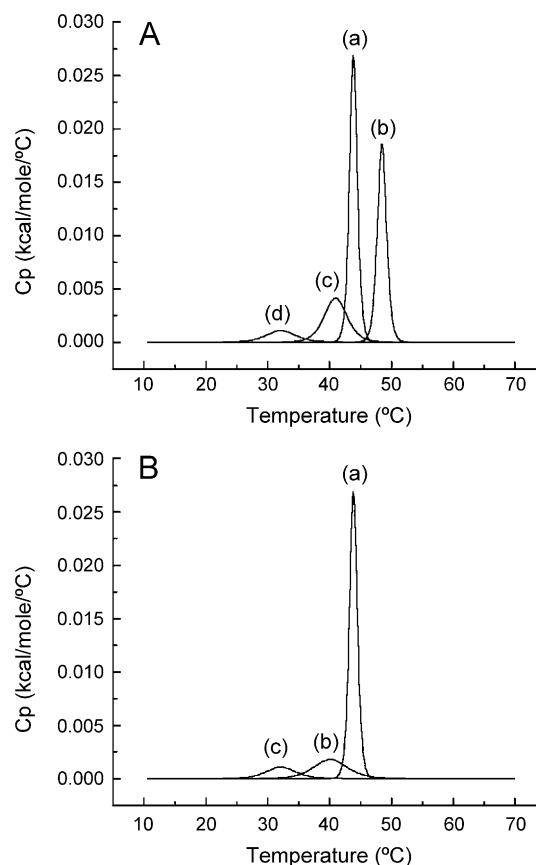 A
0.030
0.025
0.020
0.015
0.010
0.005
0.000
Cp (kcal/mole/ºC)
(a)
(b)
(c)
(d)
10 20 30 40 50 60 70
Temperature (ºC)
B
0.030
0.025
0.020
0.015
0.010
0.005
0.000
Cp (kcal/mole/ºC)
(a)
(b)
(c)
10 20 30 40 50 60 70
Temperature (ºC)